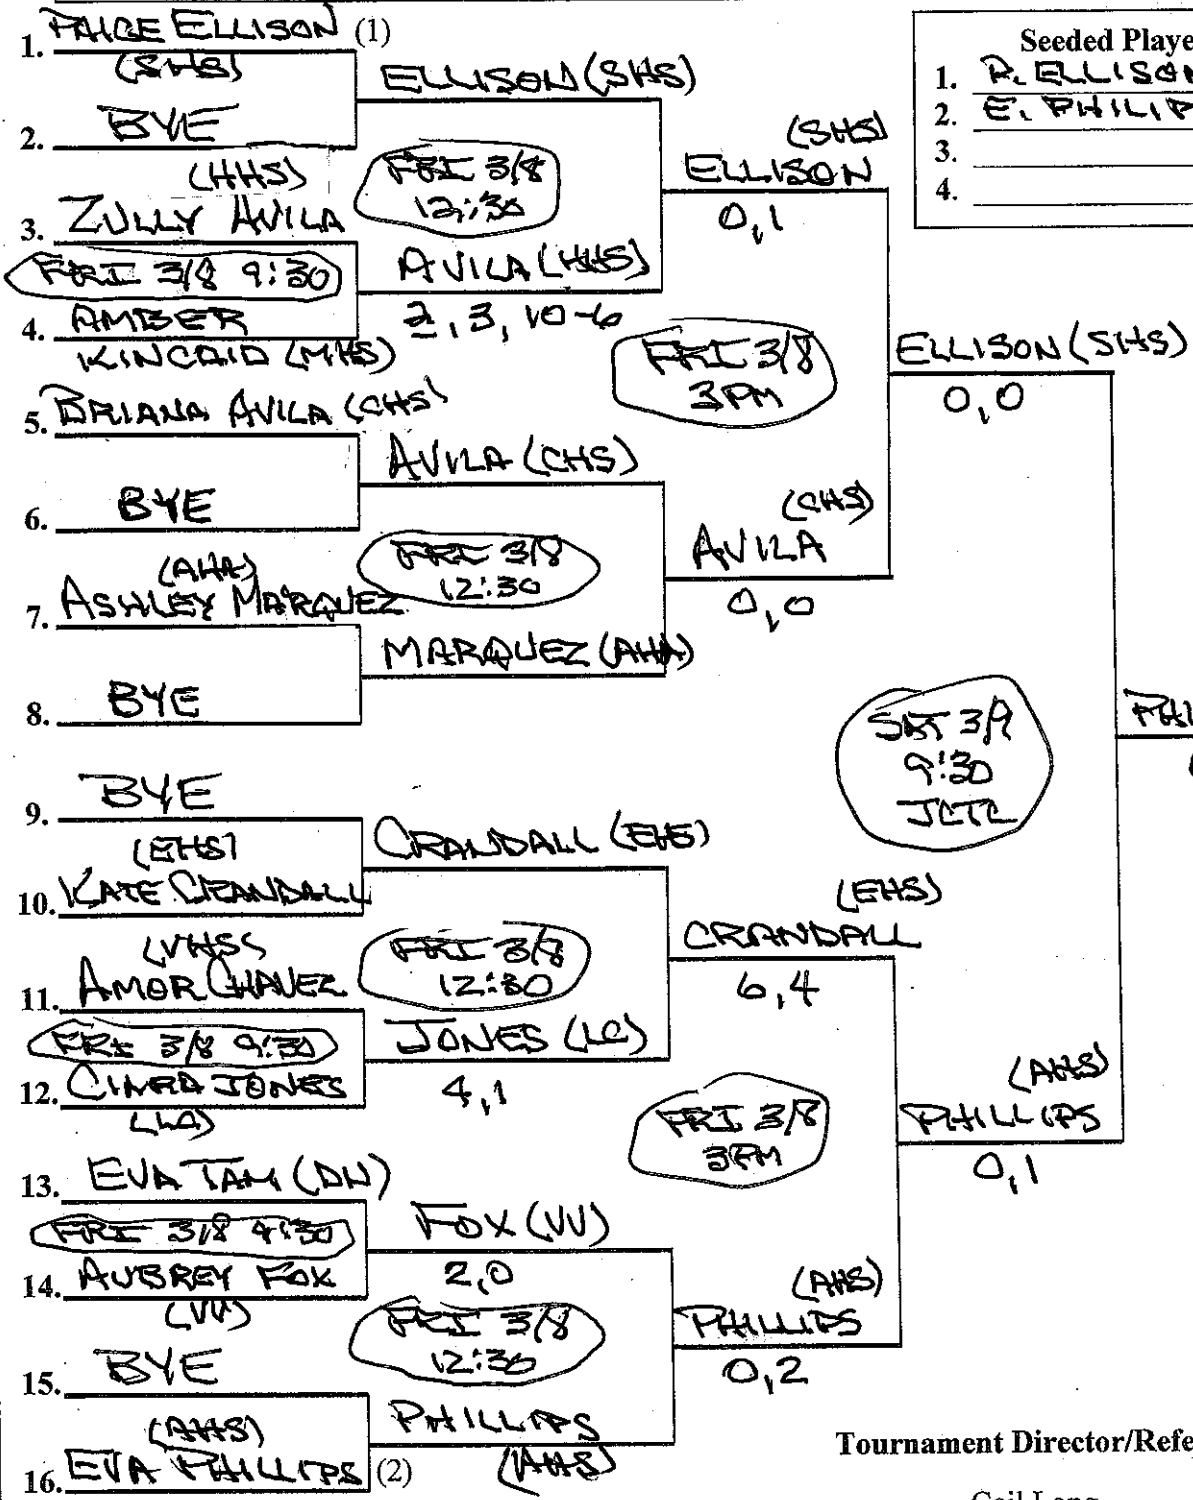 1. PAIGE ELLISON (1)
(SHS)
2. BYE
(HHS)
3. ZULLY AVILA
FRI 3/8 9:30
4. AMBER
KINCAID (MHS)
5. BRIANA AVILA (CHS)
6. BYE
(AHA)
7. ASHLEY MARQUEZ
8. BYE
9. BYE
(EHS)
10. KATE CRANDALL
(VHS)
11. AMOR CHAVEZ
FRI 3/8 9:30
12. JONES
(LC)
13. EVA TAM (DN)
FRI 3/8 9:30
14. AUBREY FOX
(VV)
15. BYE
(AHS)
16. EVA PHILLIPS (2)
ELLISON (SHS)
FRI 3/8
12:30
AVILA (HHS)
2, 3, 10-6
AVILA (CHS)
FRI 3/8
12:30
MARQUEZ (AHA)
CRANDALL (EHS)
FRI 3/8
12:30
JONES (LC)
4,1
FOX (VV)
2,0
FRI 3/8
12:30
PHILLIPS
(AHS)
(SHS)
ELLISON
0,1
FRI 3/8
3PM
(CHS)
AVILA
0,0
(EHS)
CRANDALL
6,4
FRI 3/8
3PM
(AHS)
PHILLIPS
0,2
ELLISON (SHS)
0,0
SAT 3/9
9:30
JCTC
(AHS)
PHILLIPS
0,1
PHI
Seeded Playe
1. P. ELLISON
2. E. PHILIP
3.
4.
Tournament Director/Refe